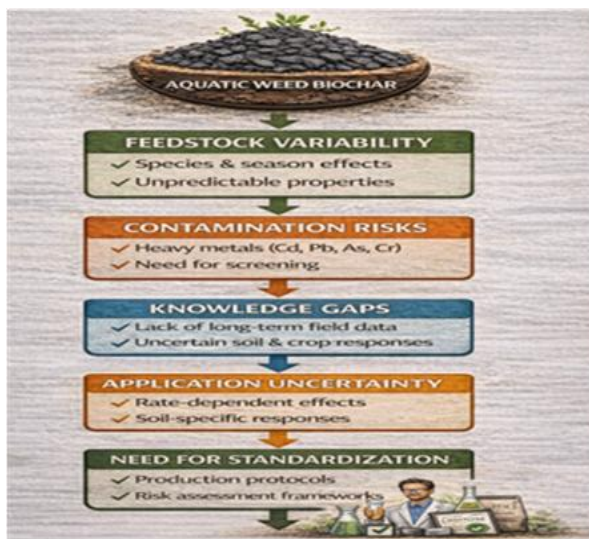 AQUATIC WEED BIOCHAR
FEEDSTOCK VARIABILITY
✓ Species & season effects
✓ Unpredictable properties
CONTAMINATION RISKS
✓ Heavy metals (Cd, Pb, As, Cr)
✓ Need for screening
KNOWLEDGE GAPS
✓ Lack of long-term field data
✓ Uncertain soil & crop responses
APPLICATION UNCERTAINTY
✓ Rate-dependent effects
✓ Soil-specific responses
NEED FOR STANDARDIZATION
✓ Production protocols
✓ Risk assessment frameworks